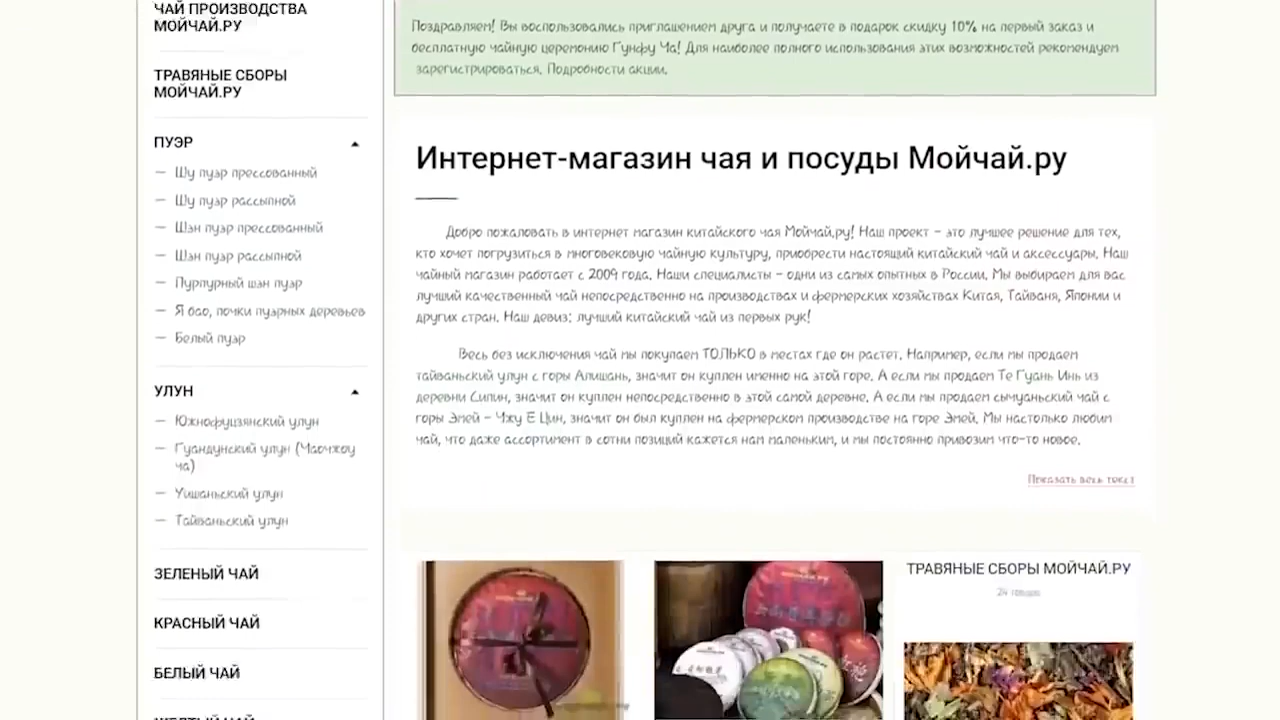 ЧАЙ ПРОИЗВОДСТВА
МОЙЧАЙ.РУ
ТРАВЯНЫЕ СБОРЫ
МОЙЧАЙ.РУ
ПУЭР
— Шу пуэр прессованный
— Шу пуэр рассыпной
— Шэн пуэр прессованный
— Шэн пуэр рассыпной
— Пурпурный шэн пуэр
— Я бао, почки пуэрных деревьев
— Белый пуэр
УЛУН
— Южнофуцзянский улун
— Гуандунский улун (Чаочжоу
ча)
— Уишаньский улун
— Тайваньский улун
ЗЕЛЕНЫЙ ЧАЙ
КРАСНЫЙ ЧАЙ
БЕЛЫЙ ЧАЙ
ЖЕЛТЫЙ ЧАЙ
Поздравляем! Вы воспользовались приглашением друга и получаете в подарок скидку 10% на первый заказ и
бесплатную чайную церемонию Гунфу Ча! Для наиболее полного использования этих возможностей рекомендуем
зарегистрироваться. Подробности акции.
Интернет-магазин чая и посуды Мойчай.ру
Добро пожаловать в интернет магазин китайского чая Мойчай.ру! Наш проект – это лучшее решение для тех,
кто хочет погрузиться в многовековую чайную культуру, приобрести настоящий китайский чай и аксессуары. Наш
чайный магазин работает с 2009 года. Наши специалисты – одни из самых опытных в России. Мы выбираем для вас
лучший качественный чай непосредственно на производствах и фермерских хозяйствах Китая, Тайваня, Японии и
других стран. Наш девиз: лучший китайский чай из первых рук!
Весь без исключения чай мы покупаем ТОЛЬКО в местах где он растет. Например, если мы продаем
тайваньский улун с горы Алишань, значит он куплен именно на этой горе. А если мы продаем Те Гуань Инь из
деревни Сипин, значит он куплен непосредственно в этой самой деревне. А если мы продаем сычуаньский чай с
горы Эмей – Чжу Е Цин, значит он был куплен на фермерском производстве на горе Эмей. Мы настолько любим
чай, что даже ассортимент в сотни позиций кажется нам маленьким, и мы постоянно привозим что-то новое.
Показать весь текст
ТРАВЯНЫЕ СБОРЫ МОЙЧАЙ.РУ
24 товара